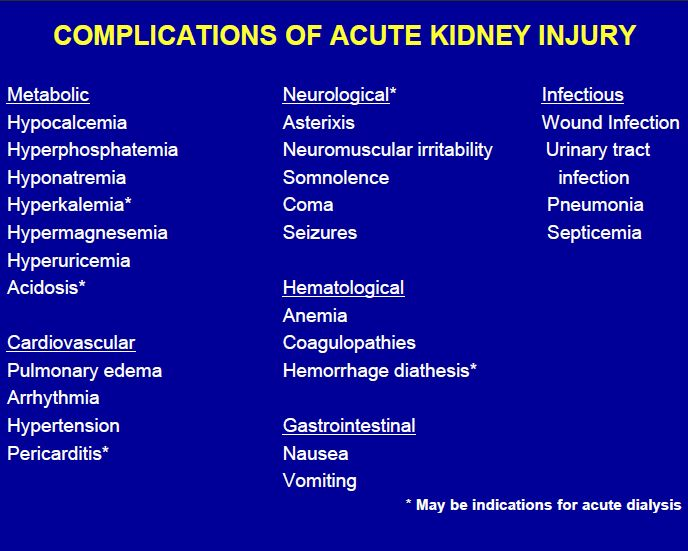 COMPLICATIONS OF ACUTE KIDNEY INJURY
Metabolic
Hypocalcemia
Hyperphosphatemia
Hyponatremia
Hyperkalemia*
Hypermagnesemia
Hyperuricemia
Acidosis*
Cardiovascular
Pulmonary edema
Arrhythmia
Hypertension
Pericarditis*
Neurological*
Asterixis
Neuromuscular irritability
Somnolence
Coma
Seizures
Hematological
Anemia
Coagulopathies
Hemorrhage diathesis*
Gastrointestinal
Nausea
Vomiting
Infectious
Wound Infection
Urinary tract
infection
Pneumonia
Septicemia
* May be indications for acute dialysis